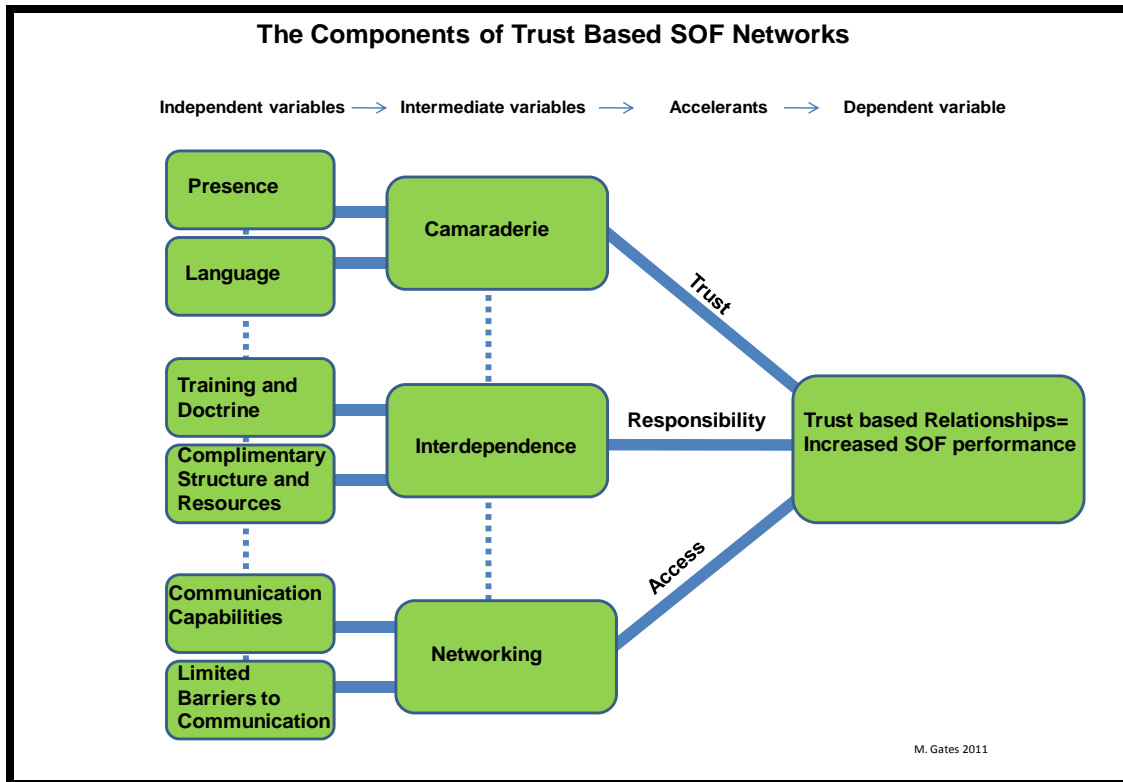 The Components of Trust Based SOF Networks
Independent variables
Intermediate variables
Accelerants
Dependent variable
Presence
Language
Training and
Doctrine
Complimentary
Structure and
Resources
Communication
Capabilities
Limited
Barriers to
Communication
Camaraderie
Interdependence
Networking
Trust
Responsibility
Access
Trust based Relationships=
Increased SOF performance
M. Gates 2011